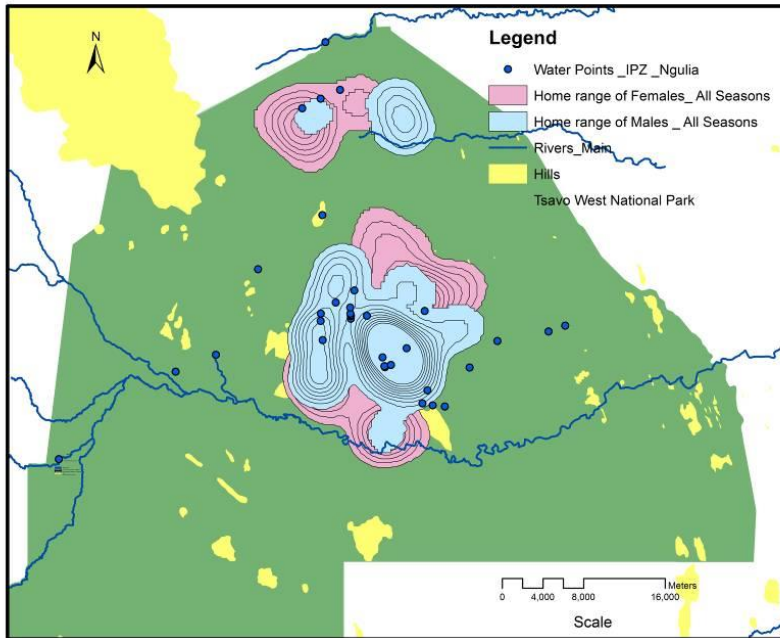 N
Legend
Water Points _IPZ _Ngulia
Home range of Females_ All Seasons
Home range of Males _ All Seasons
Rivers_Main
Hills
Tsavo West National Park
Meters
0 4,000 8,000 16,000
Scale